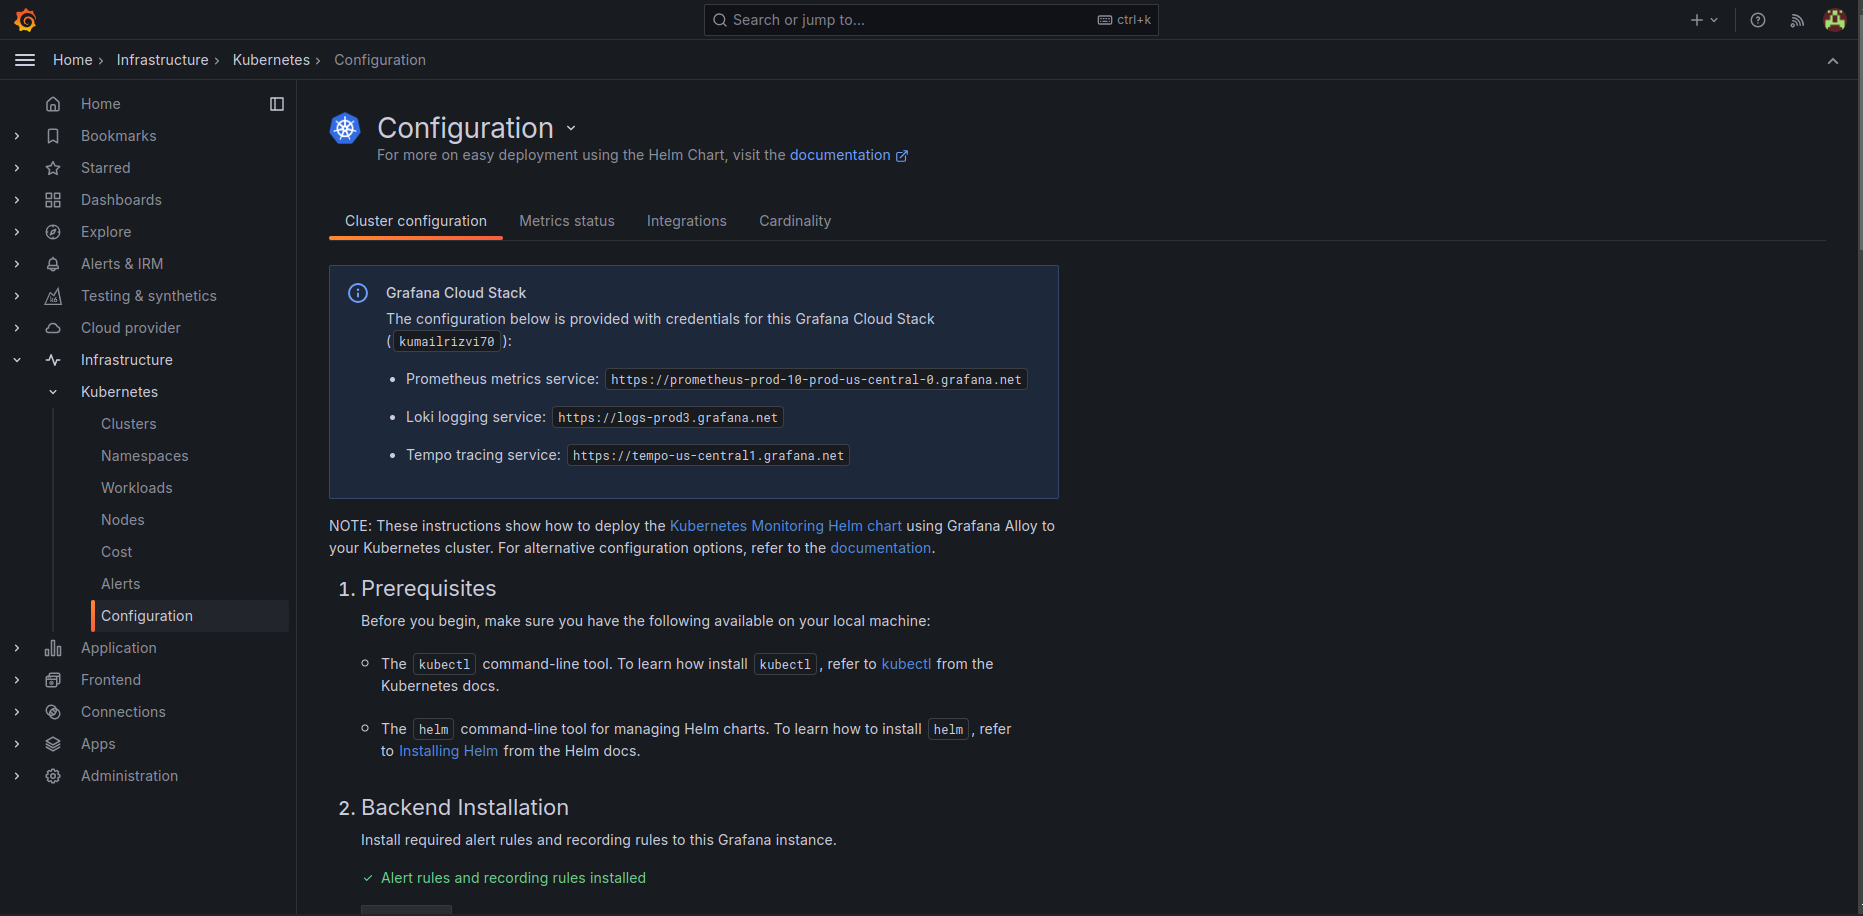 Search or jump to...
ctrl+k
Home › Infrastructure › Kubernetes › Configuration
Home
Bookmarks
Starred
Dashboards
Explore
Alerts & IRM
Testing & synthetics
Cloud provider
Infrastructure
Kubernetes
Clusters
Namespaces
Workloads
Nodes
Cost
Alerts
Configuration
Application
Frontend
Connections
Apps
Administration
Configuration
For more on easy deployment using the Helm Chart, visit the documentation
Cluster configuration
Metrics status
Integrations
Cardinality
Grafana Cloud Stack
The configuration below is provided with credentials for this Grafana Cloud Stack
( kumailrizvi70 ):
• Prometheus metrics service: https://prometheus-prod-10-prod-us-central-0.grafana.net
• Loki logging service: https://logs-prod3.grafana.net
• Tempo tracing service: https://tempo-us-central1.grafana.net
NOTE: These instructions show how to deploy the Kubernetes Monitoring Helm chart using Grafana Alloy to
your Kubernetes cluster. For alternative configuration options, refer to the documentation.
1. Prerequisites
Before you begin, make sure you have the following available on your local machine:
The kubectl command-line tool. To learn how install kubectl, refer to kubectl from the
Kubernetes docs.
The helm command-line tool for managing Helm charts. To learn how to install helm, refer
to Installing Helm from the Helm docs.
2. Backend Installation
Install required alert rules and recording rules to this Grafana instance.
Alert rules and recording rules installed